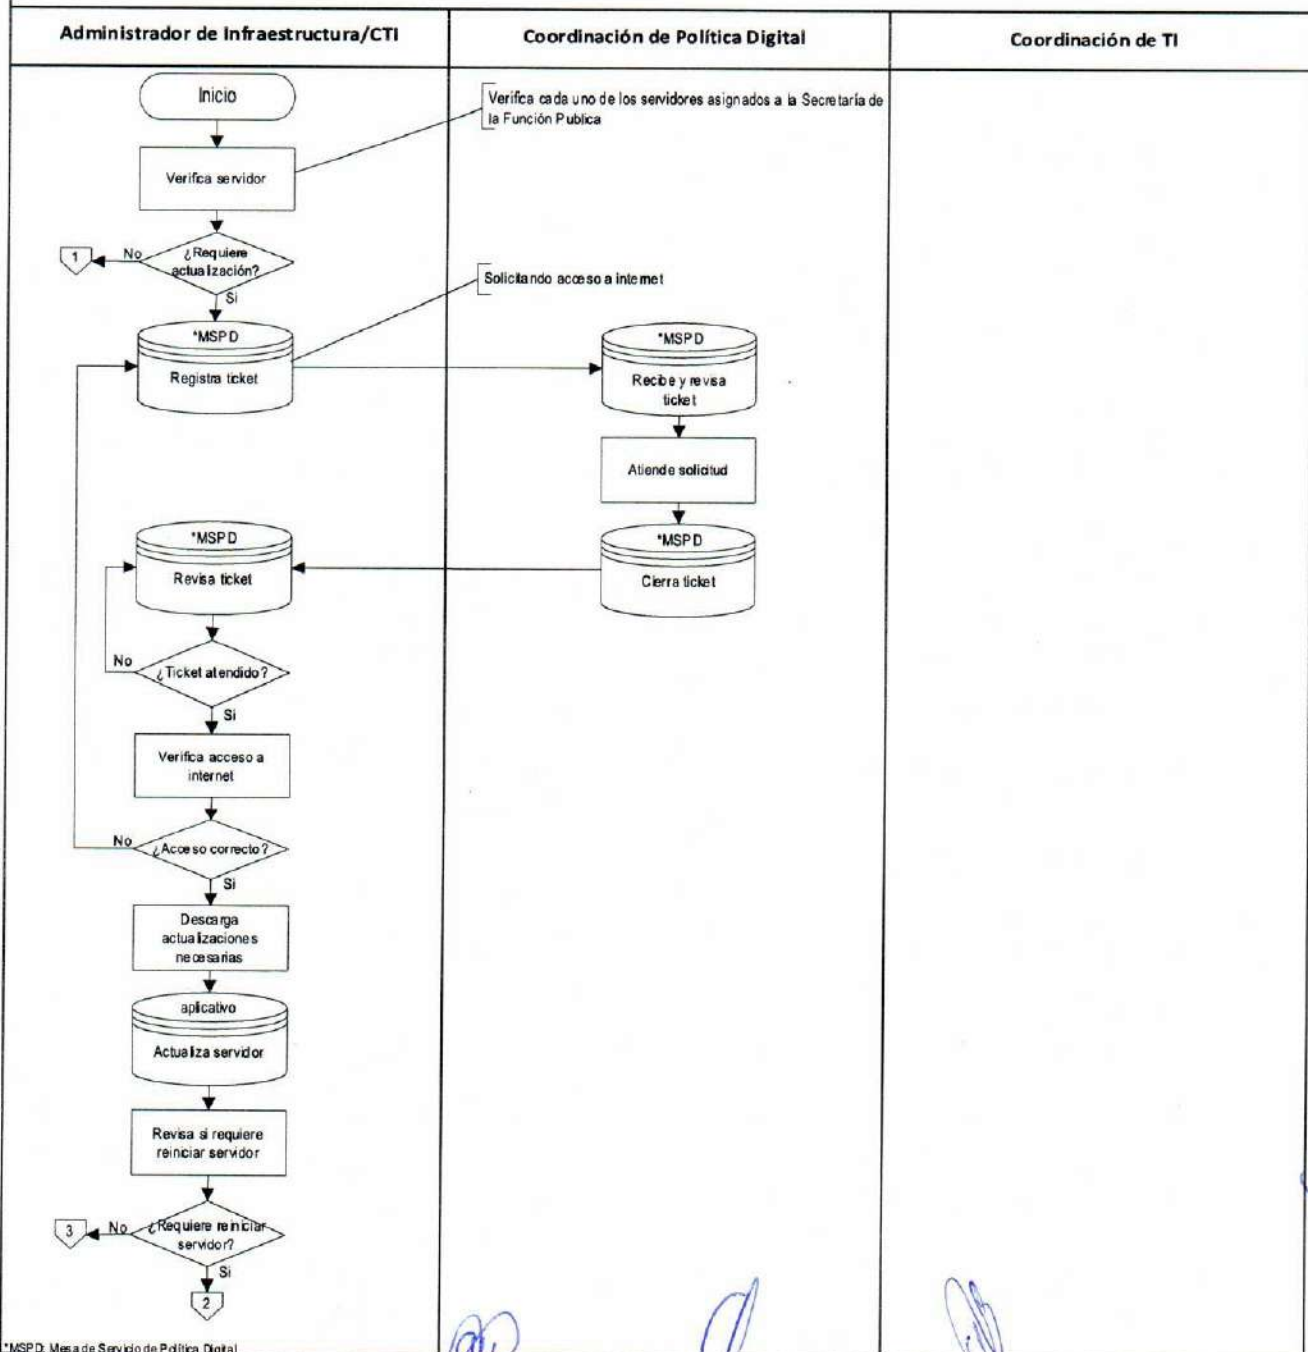 Administrador de Infraestructura/CTI
Coordinación de Política Digital
Coordinación de TI
Inicio
Verifica cada uno de los servidores asignados a la Secretaría de
la Función Publica
Verifica servidor
¿Requiere
actualización?
No
1
Si
Solicitando acceso a internet
*MSPD
Registra ticket
*MSPD
Recibe y revisa
ticket
Atiende solicitud
*MSPD
Cierra ticket
*MSPD
Revisa ticket
¿Ticket atendido?
No
Si
Verifica acceso a
internet
¿Acceso correcto?
No
Si
Descarga
actualizaciones
necesarias
aplicativo
Actualiza servidor
Revisa si requiere
reiniciar servidor
¿Requiere reiniciar
servidor?
No
3
Si
2
*MSPD: Mesa de Servicio de Política Digital